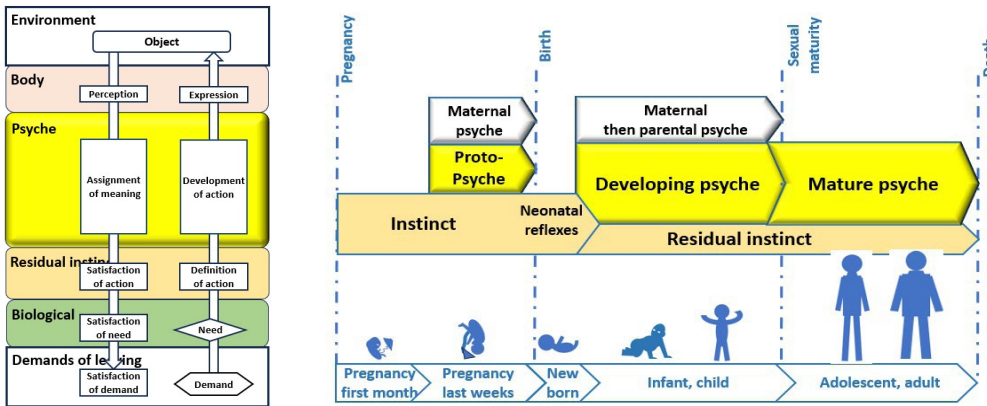 Environment
Object
Body
Perception
Expression
Psyche
Assignment
of meaning
Development
of action
Satisfaction
of action
Definition
of action
Biological
Satisfaction
of need
Need
Demands of
Satisfaction
of demand
Demand
Pregnancy
Birth
Sexual
maturity
Death
Maternal
psyche
Maternal
then parental psyche
Proto-
Psyche
Developing psyche
Mature psyche
Instinct
Neonatal
reflexes
Residual instinct
Pregnancy
first month
Pregnancy
last weeks
New
born
Infant, child
Adolescent, adult